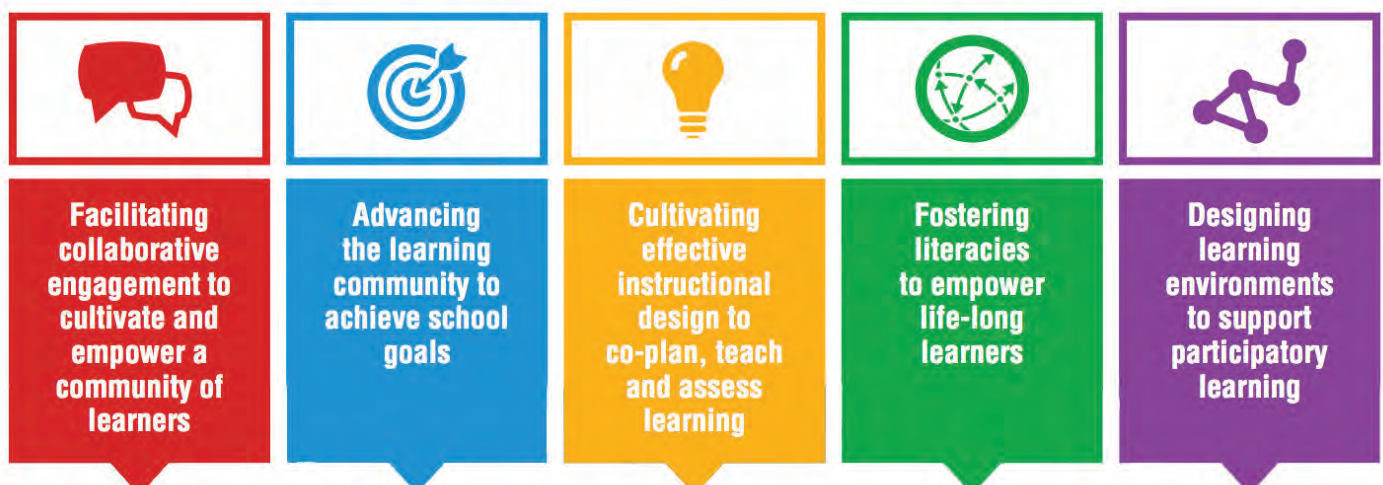 Facilitating
collaborative
engagement to
cultivate and
empower a
community of
learners
Advancing
the learning
community to
achieve school
goals
Cultivating
effective
instructional
design to
co-plan, teach
and assess
learning
Fostering
literacies
to empower
life-long
learners
Designing
learning
environments
to support
participatory
learning